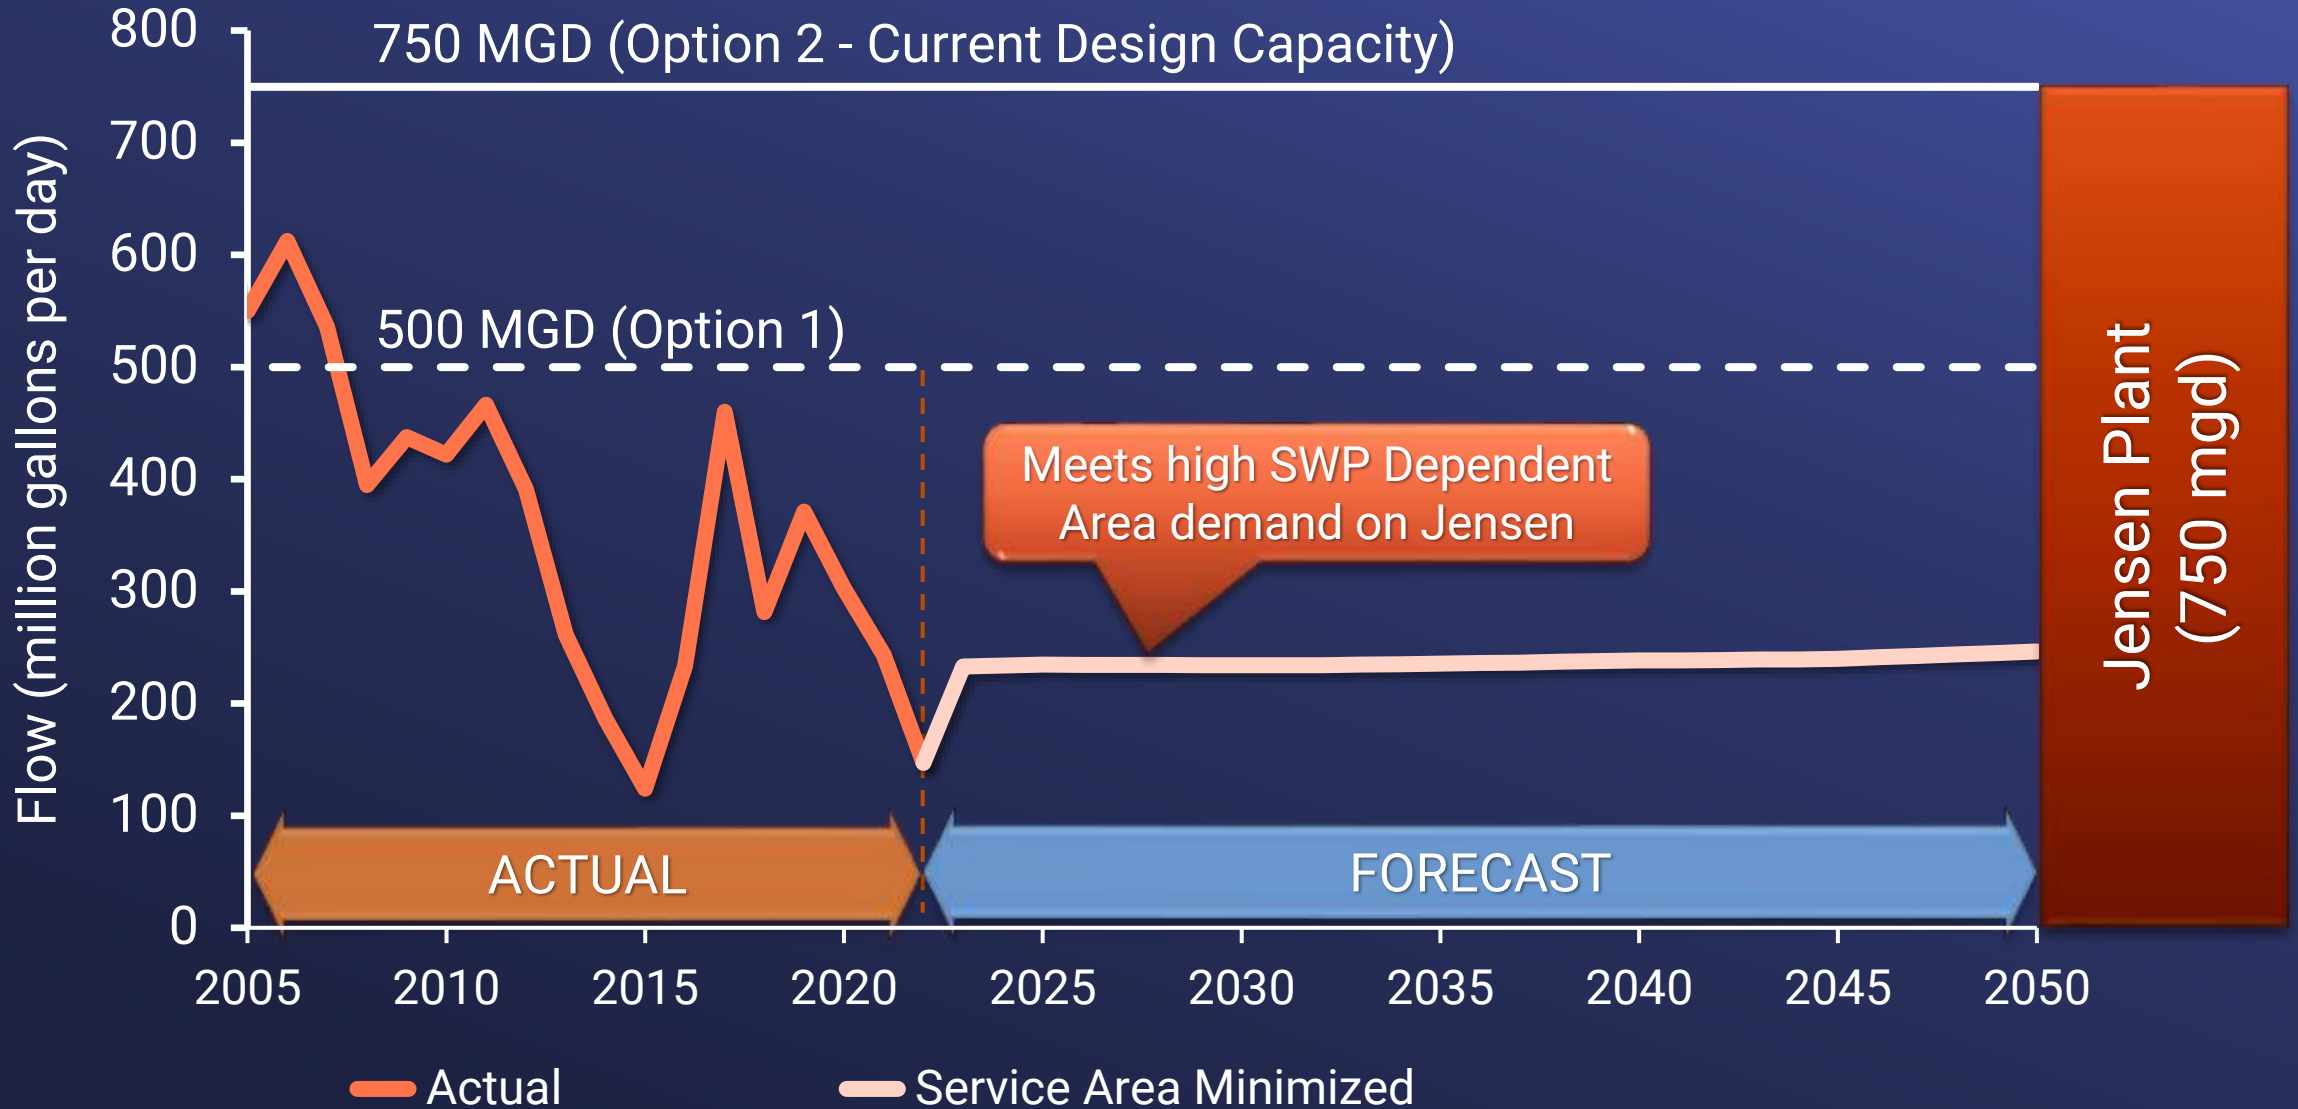 800
750 MGD (Option 2 - Current Design Capacity)
700
600
500 MGD (Option 1)
500
400
300
200
100
0
Flow (million gallons per day)
Meets high SWP Dependent
Area demand on Jensen
Jensen Plant
(750 mgd)
ACTUAL
FORECAST
2005
2010
2015
2020
2025
2030
2035
2040
2045
2050
Actual
Service Area Minimized